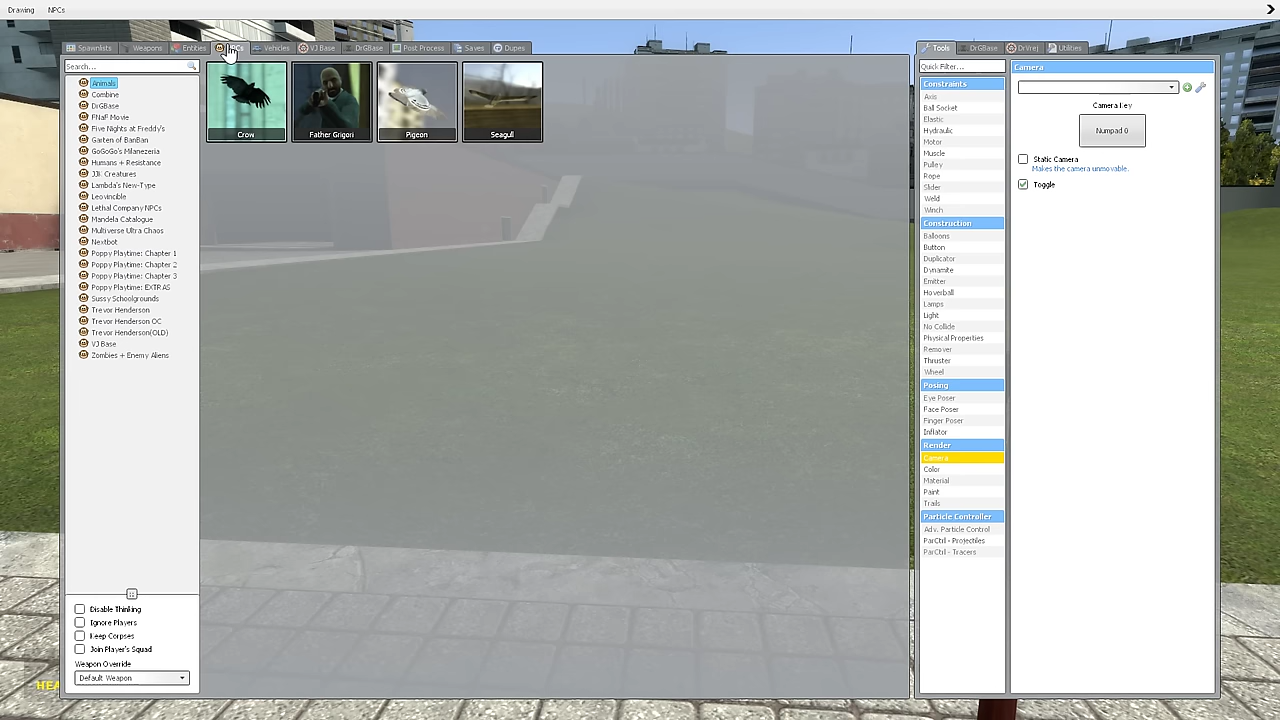 Drawing NPCs
Spawnlists Weapons Entities NPCs Vehicles VJ Base DrGBase Post Process Saves Dupes
Search...
Animals
Combine
DrGBase
FNaF Movie
Five Nights at Freddy's
Garten of BanBan
GoGoGo's Milanezeria
Humans + Resistance
JJK Creatures
Lambda's New-Type
Leovincible
Lethal Company NPCs
Mandela Catalogue
Multiverse Ultra Chaos
Nextbot
Poppy Playtime: Chapter 1
Poppy Playtime: Chapter 2
Poppy Playtime: Chapter 3
Poppy Playtime: EXTRAS
Sussy Schoolgrounds
Trevor Henderson
Trevor Henderson OC
Trevor Henderson(OLD)
VJ Base
Zombies + Enemy Aliens
Disable Thinking
Ignore Players
Keep Corpses
Join Player's Squad
Weapon Override
Default Weapon
Crow Father Grigori Pigeon Seagull
Tools DrGBase OrVrej Utilities
Quick Filter...
Constraints
Axis
Ball Socket
Elastic
Hydraulic
Motor
Muscle
Pulley
Rope
Slider
Weld
Winch
Construction
Balloons
Button
Duplicator
Dynamite
Emitter
Hoverball
Lamps
Light
No Collide
Physical Properties
Remover
Thruster
Wheel
Posing
Eye Poser
Face Poser
Finger Poser
Inflator
Render
Camera
Color
Material
Paint
Trails
Particle Controller
Adv. Particle Control
ParCtrl - Projectiles
ParCtrl - Tracers
Camera
Camera Key
Numpad 0
Static Camera
Makes the camera unmovable.
Toggle